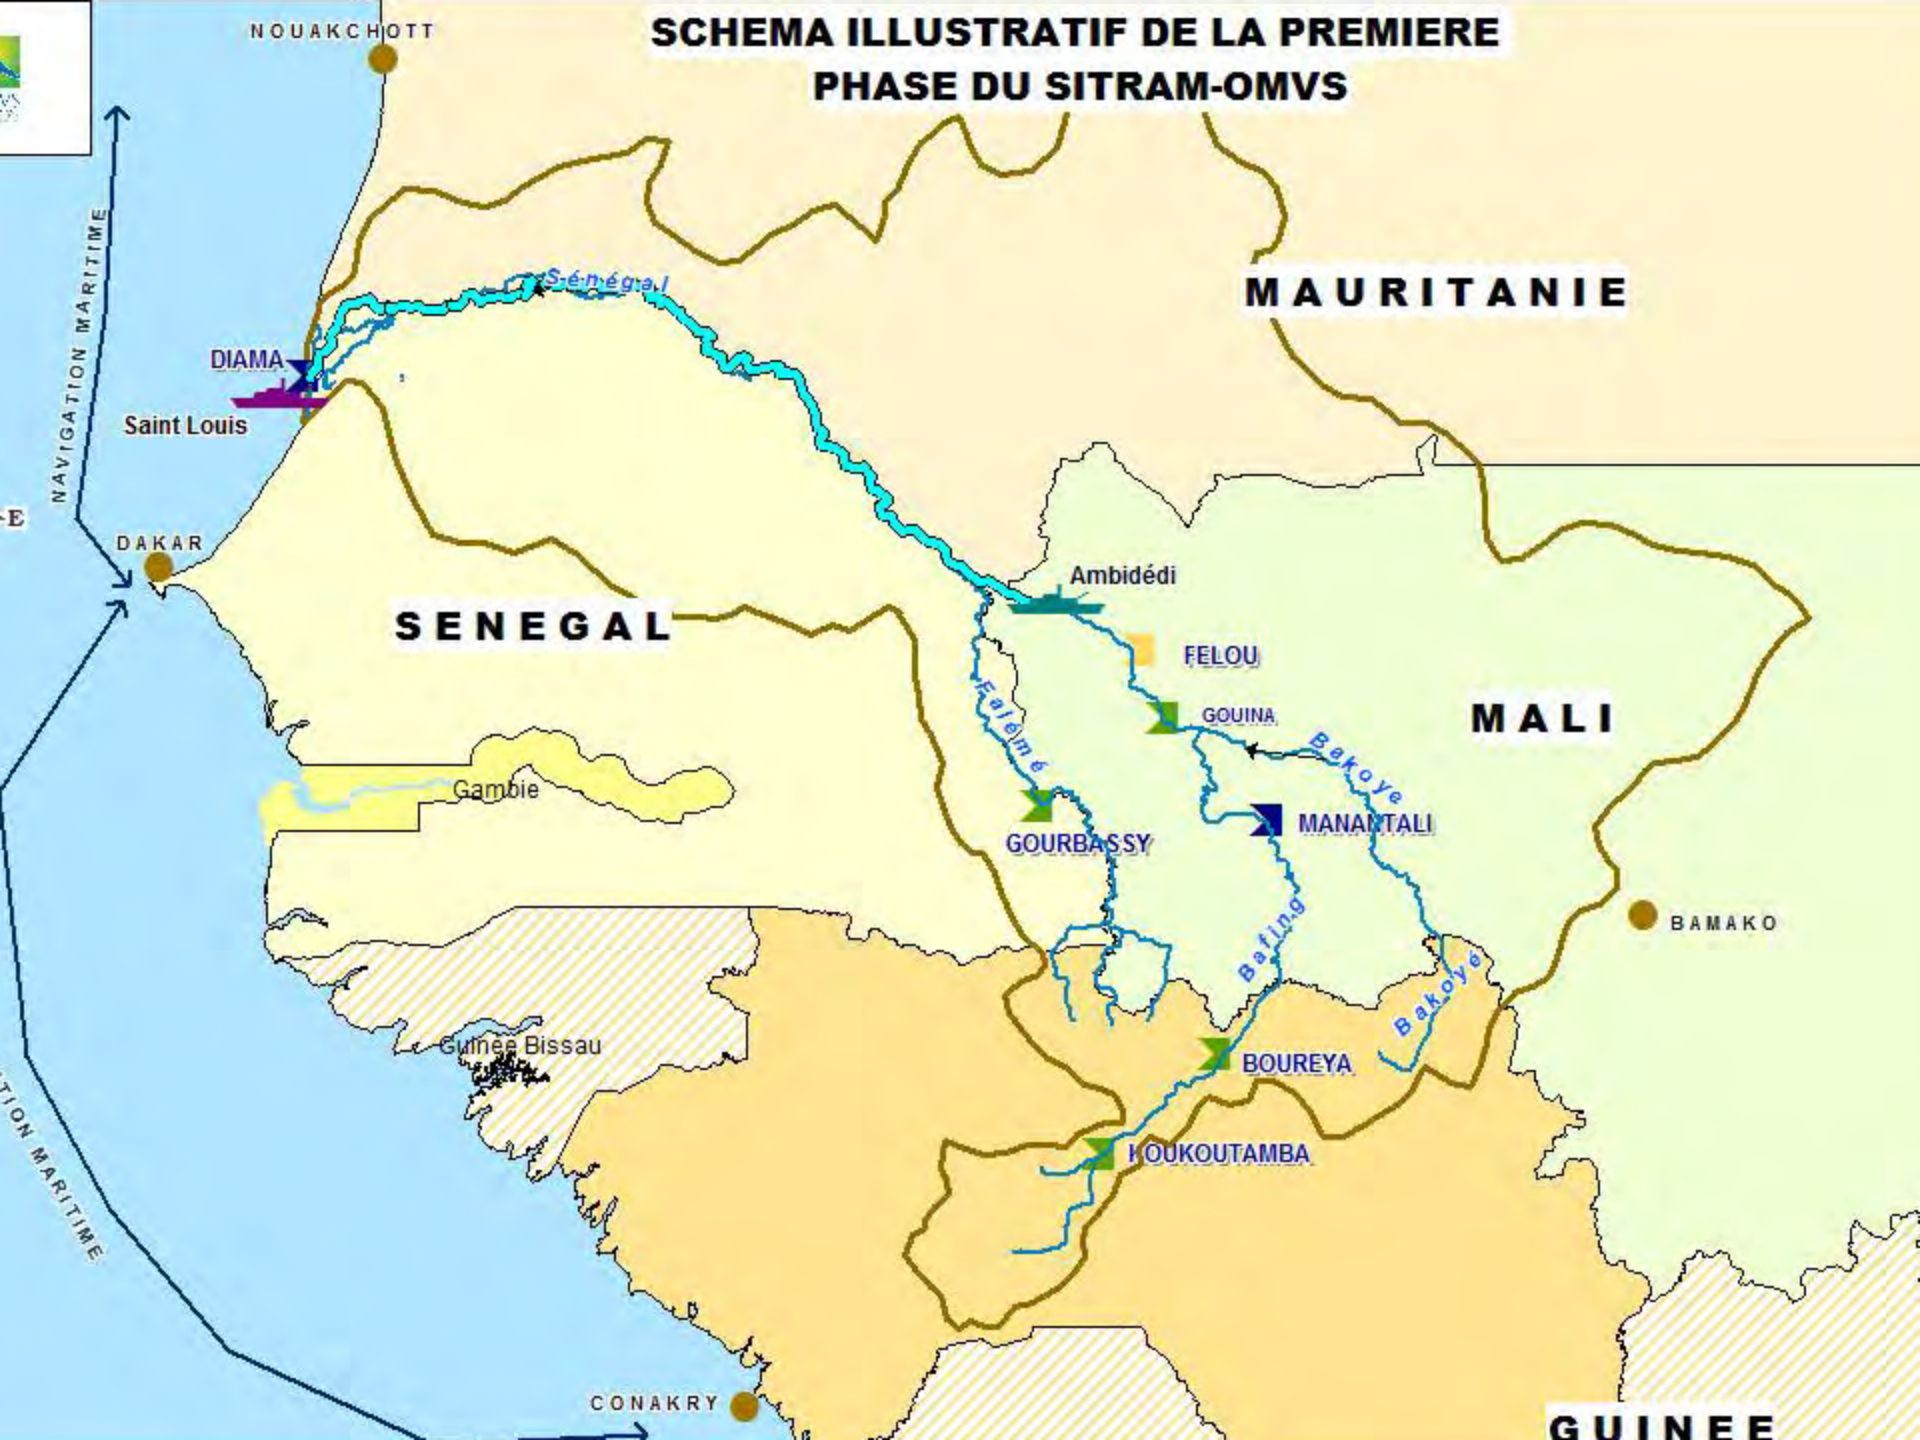 NOUAKCHOTT
SCHEMA ILLUSTRATIF DE LA PREMIERE
PHASE DU SITRAM-OMVS
NAVIGATION MARITIME
Sénégal
MAURITANIE
DIAMA
Saint Louis
E
DAKAR
Ambidédi
SENEGAL
FELOU
Falémé
GOUINA
MALI
Bakoye
Gambie
MANANTALI
GOURBASSY
BAMAKO
Bafing
Bakoyé
Guinée Bissau
BOUREYA
TION MARITIME
KOUKOUTAMBA
CONAKRY
GUINEE